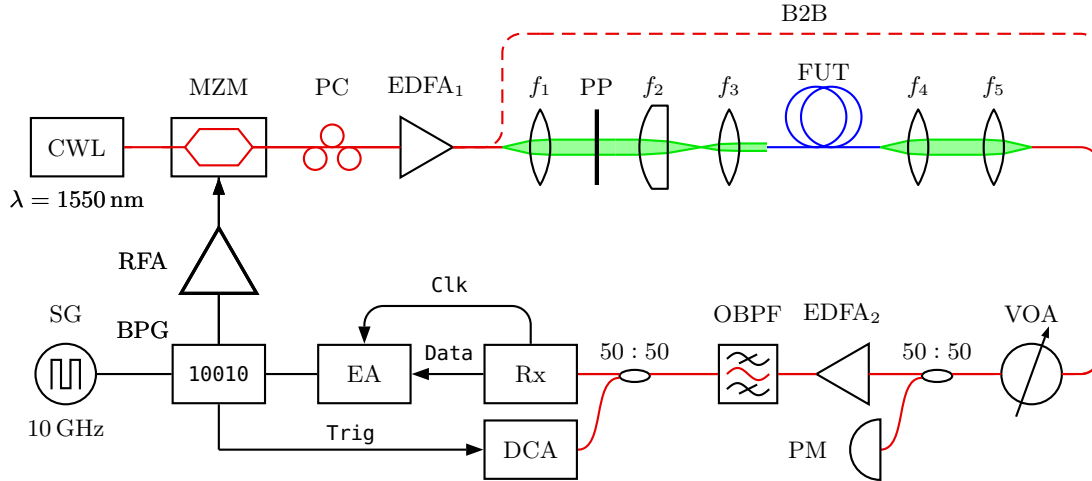 B2B
MZM
PC
EDFA₁
f₁
PP
f₂
f₃
FUT
f₄
f₅
CWL
λ = 1550 nm
RFA
Clk
SG
BPG
OBPF
EDFA₂
VOA
50 : 50
50 : 50
10010
EA
Data
Rx
10 GHz
Trig
DCA
PM